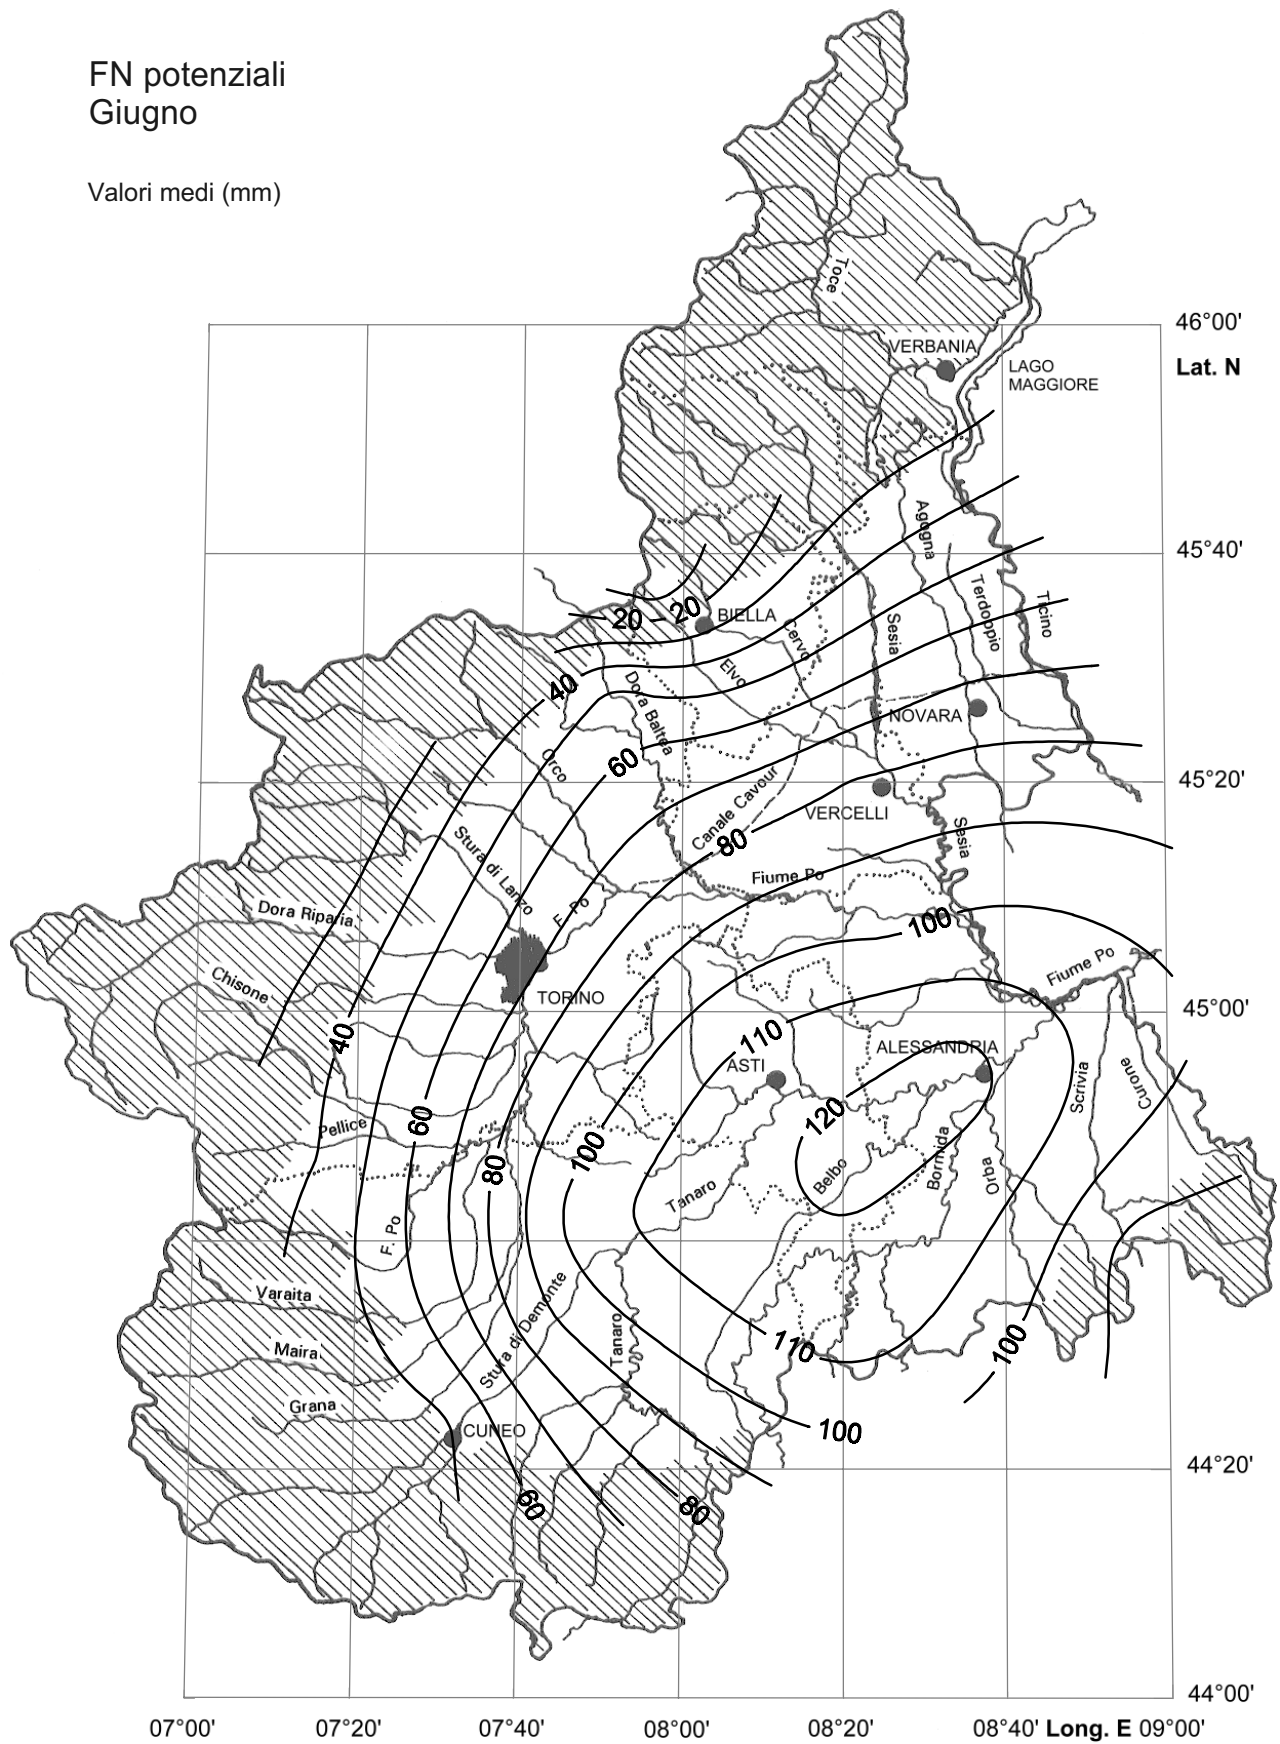 FN potenziali
Giugno
Valori medi (mm)
Toce
46°00'
VERBANIA
Lat. N
LAGO
MAGGIORE
Agogna
45°40'
Terdoppio
Ticino
20
20
BIELLA
Cervo
Sesia
Elvo
40
Dora Baltea
NOVARA
Orco
60
45°20'
Canale Cavour
VERCELLI
Stura di Lanzo
80
Sesia
Fiume Po
Dora Riparia
F. Po
100
Fiume Po
Chisone
TORINO
45°00'
40
110
ALESSANDRIA
ASTI
Scrivia
Curone
60
120
Pellice
100
80
Belbo
Bormida
Orba
Tanaro
F. Po
Varaita
Stura di Demonte
Tanaro
Maira
110
100
Grana
CUNEO
100
44°20'
60
80
44°00'
07°00' 07°20' 07°40' 08°00' 08°20' 08°40' Long. E 09°00'